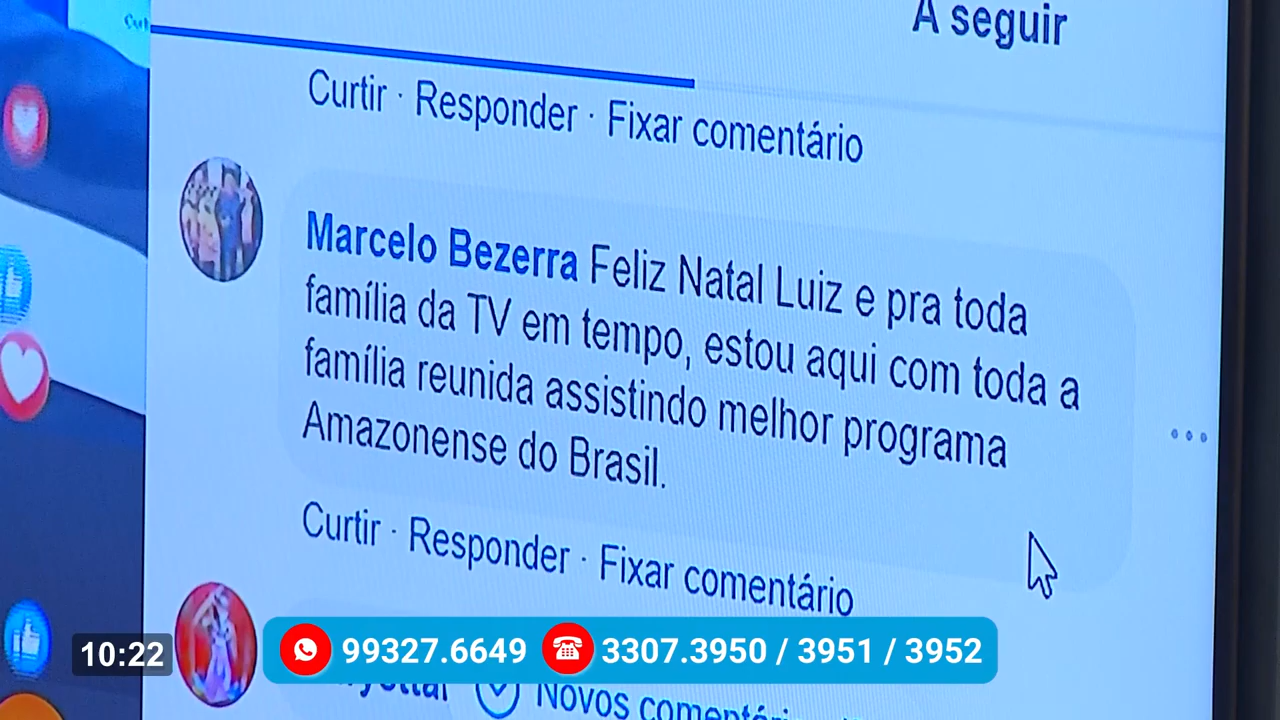 A seguir
Curtir · Responder · Fixar comentário
Marcelo Bezerra Feliz Natal Luiz e pra toda
família da TV em tempo, estou aqui com toda a
família reunida assistindo melhor programa
Amazonense do Brasil.
Curtir · Responder · Fixar comentário
10:22
99327.6649 3307.3950 / 3951 / 3952
Novos